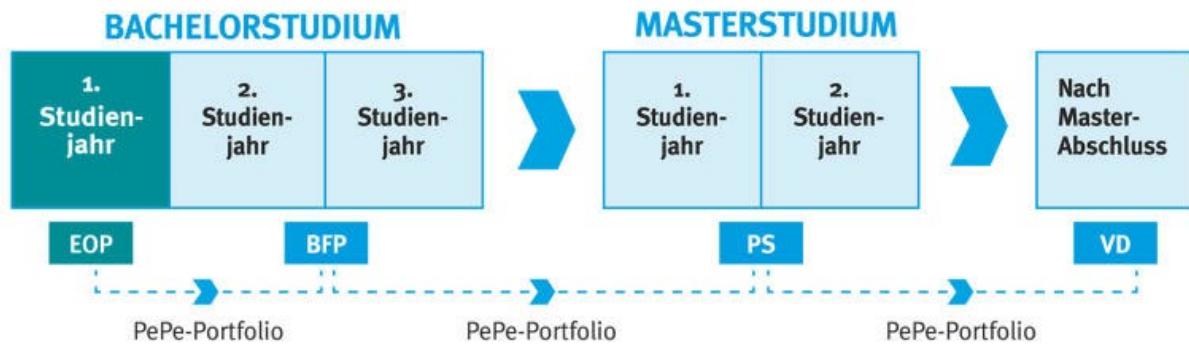 BACHELORSTUDIUM
MASTERSTUDIUM
1.
Studien-
jahr
2.
Studien-
jahr
3.
Studien-
jahr
1.
Studien-
jahr
2.
Studien-
jahr
Nach
Master-
Abschluss
EOP
BFP
PS
VD
PePe-Portfolio
PePe-Portfolio
PePe-Portfolio